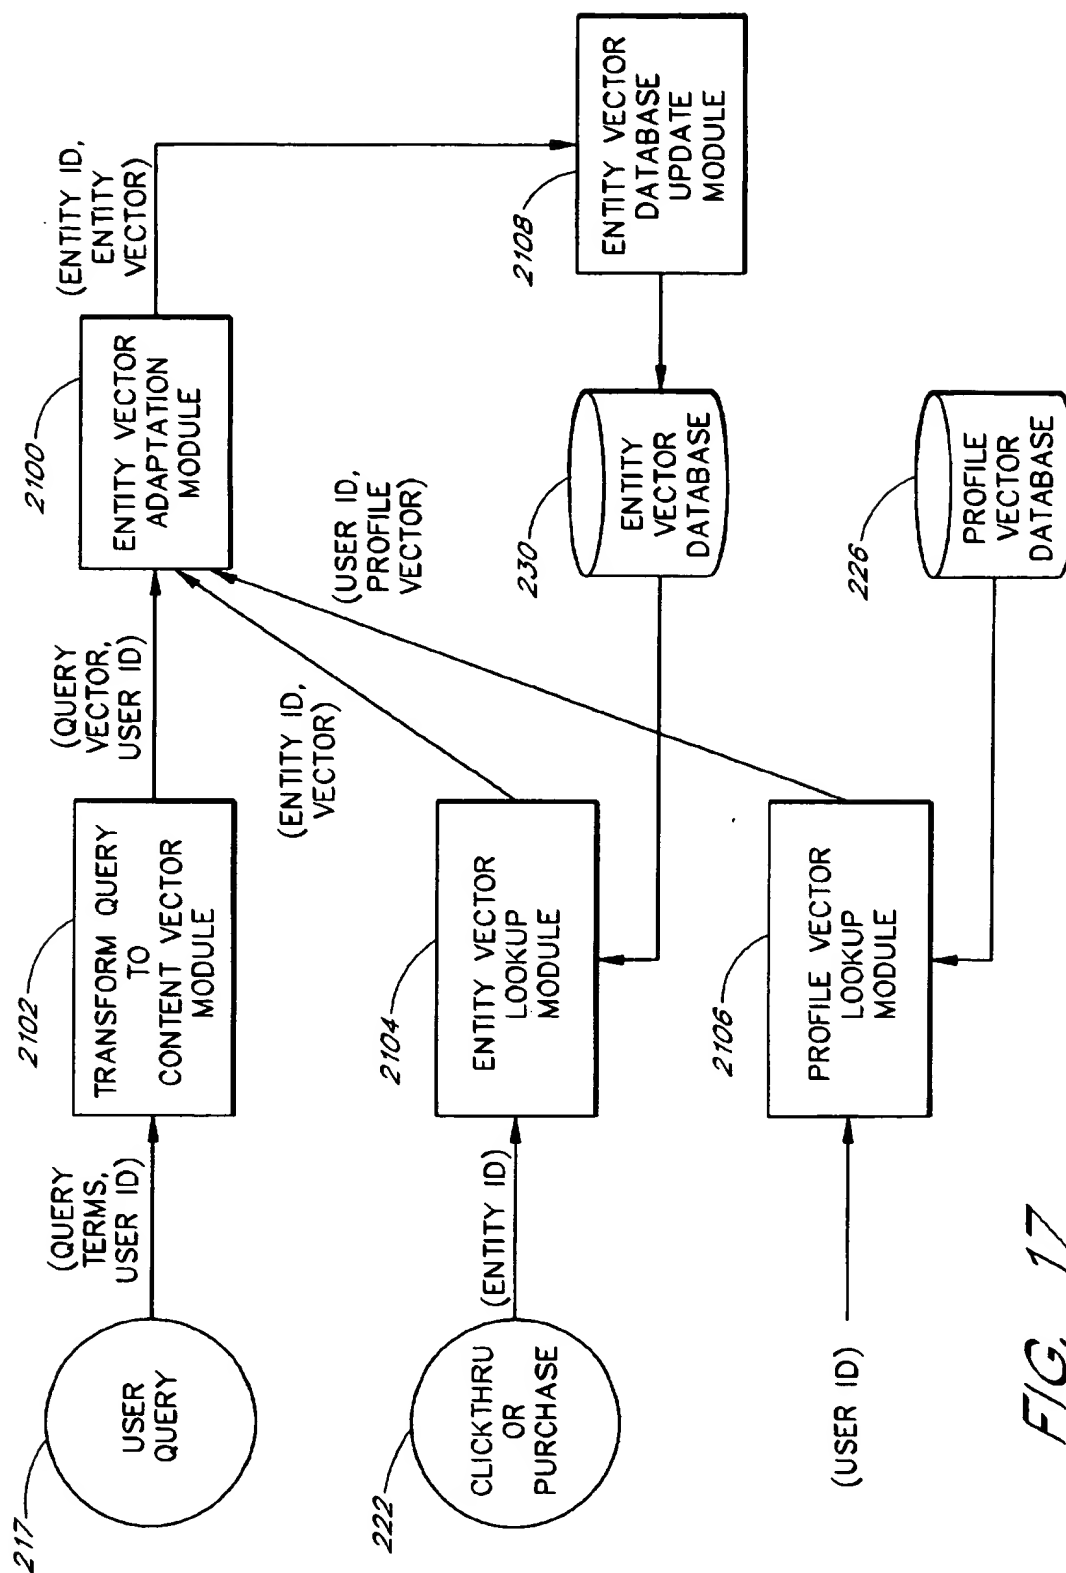 217
USER
QUERY
(QUERY
TERMS,
USER ID)
2102
TRANSFORM QUERY
TO
CONTENT VECTOR
MODULE
(QUERY
VECTOR,
USER ID)
2100
ENTITY VECTOR
ADAPTATION
MODULE
(ENTITY ID,
ENTITY
VECTOR)
222
CLICKTHRU
OR
PURCHASE
(ENTITY ID)
2104
ENTITY VECTOR
LOOKUP
MODULE
(ENTITY ID,
VECTOR)
(USER ID,
PROFILE
VECTOR)
230
ENTITY
VECTOR
DATABASE
2108
ENTITY VECTOR
DATABASE
UPDATE
MODULE
(USER ID)
2106
PROFILE VECTOR
LOOKUP
MODULE
226
PROFILE
VECTOR
DATABASE
FIG. 17